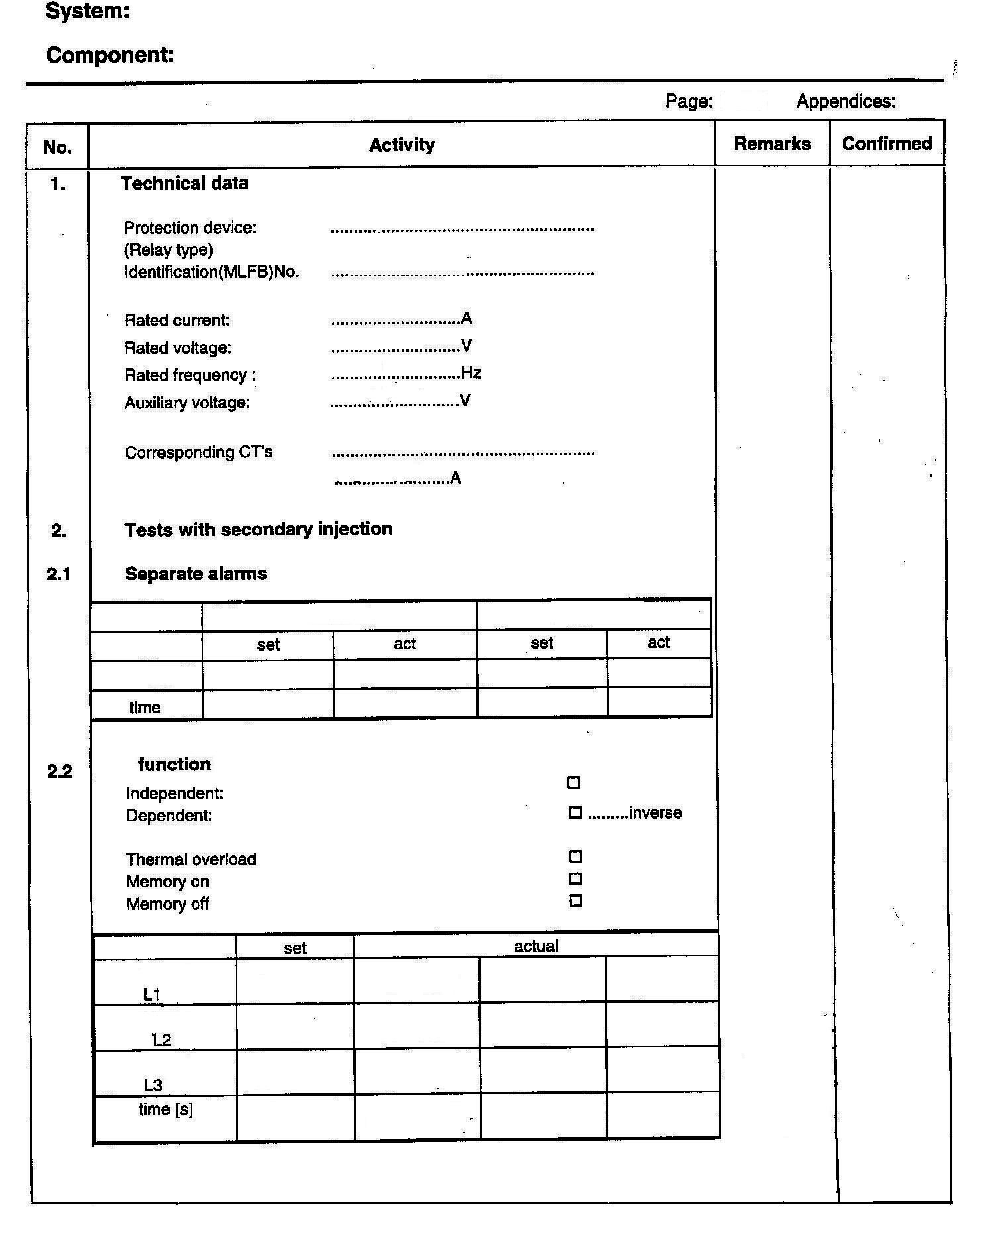 System:
Component:
Page: Appendices:
No. Activity Remarks Confirmed
1. Technical data
Protection device: ............................................................
(Relay type)
Identification(MLFB)No. ............................................................
Rated current: ............................A
Rated voltage: ............................V
Rated frequency : ............................Hz
Auxiliary voltage: ............................V
Corresponding CT's ............................................................
.........................A
2. Tests with secondary injection
2.1 Separate alarms
set act set act
time
2.2 function
Independent: □
Dependent: □ .........inverse
Thermal overload □
Memory on □
Memory off □
set actual
L1
L2
L3
time [s]